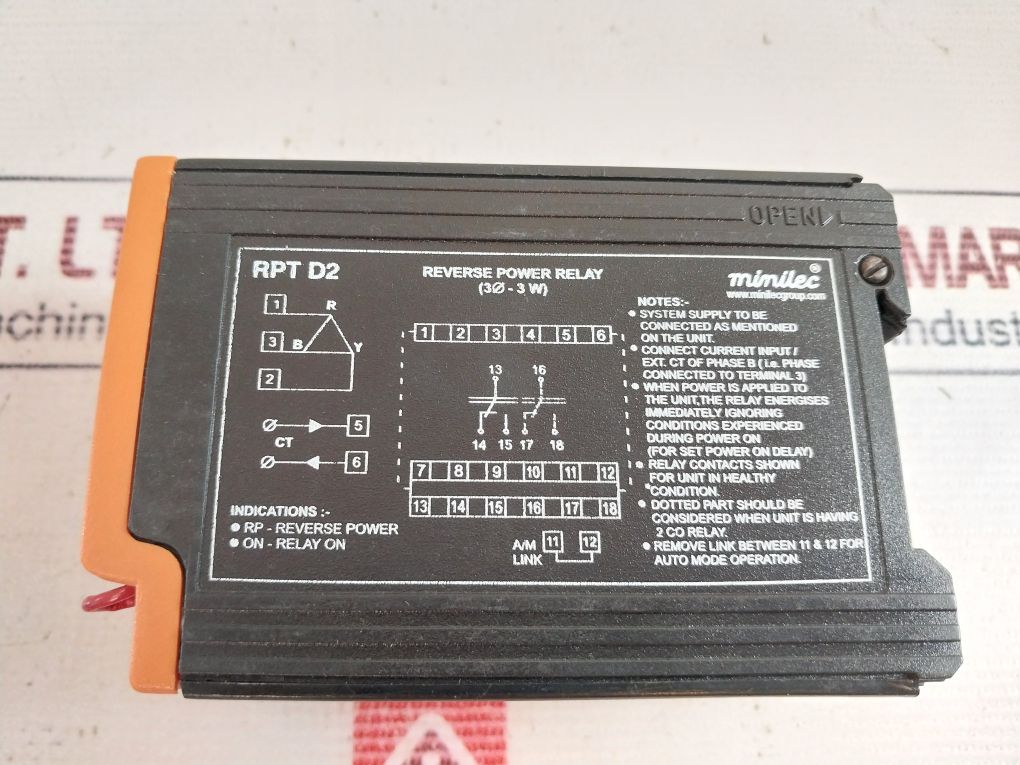 T. LT
MAR
achin
indust
OPEN
RPT D2
REVERSE POWER RELAY
(3Ø - 3 W)
minilec®
www.minilecgroup.com
1
R
3
B
Y
2
5
CT
6
INDICATIONS :-
● RP - REVERSE POWER
● ON - RELAY ON
1 2 3 4 5 6
13 16
14 15 17 18
7 8 9 10 11 12
13 14 15 16 17 18
A/M 11 12
LINK
NOTES:-
● SYSTEM SUPPLY TO BE
CONNECTED AS MENTIONED
ON THE UNIT.
● CONNECT CURRENT INPUT /
EXT. CT OF PHASE B ( i.e. PHASE
CONNECTED TO TERMINAL 3)
● WHEN POWER IS APPLIED TO
THE UNIT,THE RELAY ENERGISES
IMMEDIATELY IGNORING
CONDITIONS EXPERIENCED
DURING POWER ON
(FOR SET POWER ON DELAY)
● RELAY CONTACTS SHOWN
FOR UNIT IN HEALTHY
CONDITION.
● DOTTED PART SHOULD BE
CONSIDERED WHEN UNIT IS HAVING
2 CO RELAY.
● REMOVE LINK BETWEEN 11 & 12 FOR
AUTO MODE OPERATION.